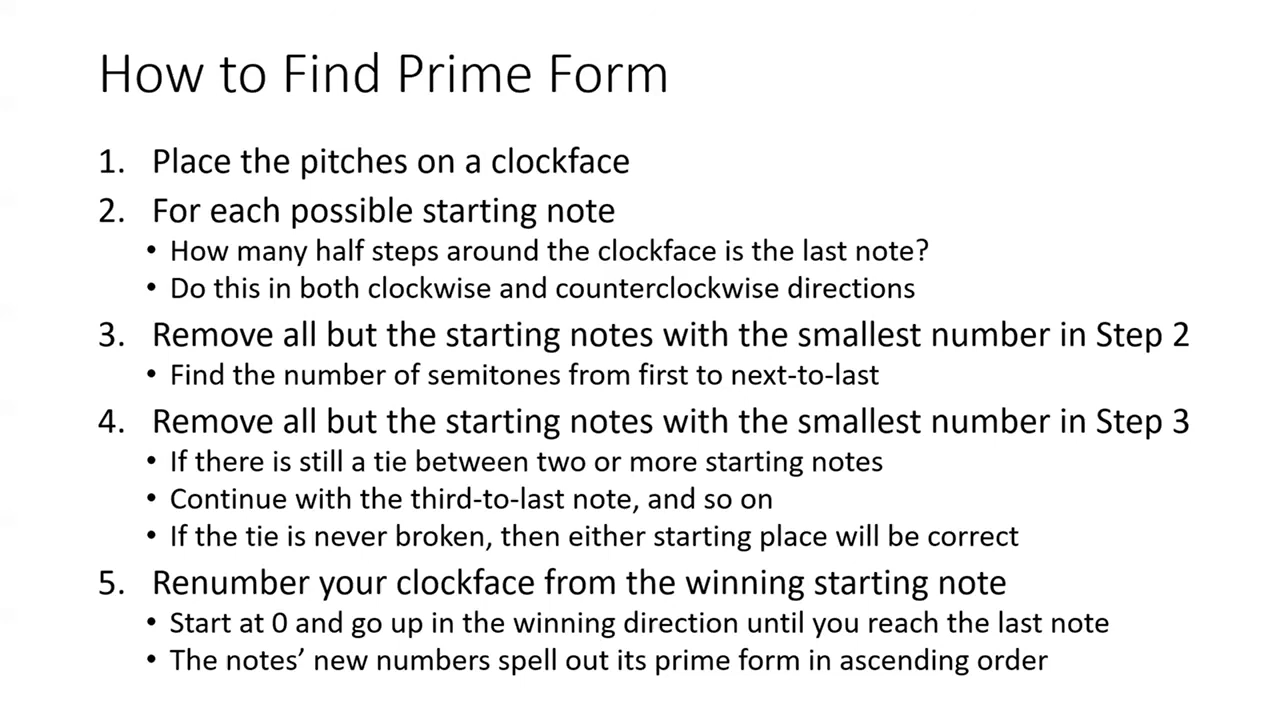 How to Find Prime Form
1. Place the pitches on a clockface
2. For each possible starting note
• How many half steps around the clockface is the last note?
• Do this in both clockwise and counterclockwise directions
3. Remove all but the starting notes with the smallest number in Step 2
• Find the number of semitones from first to next-to-last
4. Remove all but the starting notes with the smallest number in Step 3
• If there is still a tie between two or more starting notes
• Continue with the third-to-last note, and so on
• If the tie is never broken, then either starting place will be correct
5. Renumber your clockface from the winning starting note
• Start at 0 and go up in the winning direction until you reach the last note
• The notes’ new numbers spell out its prime form in ascending order